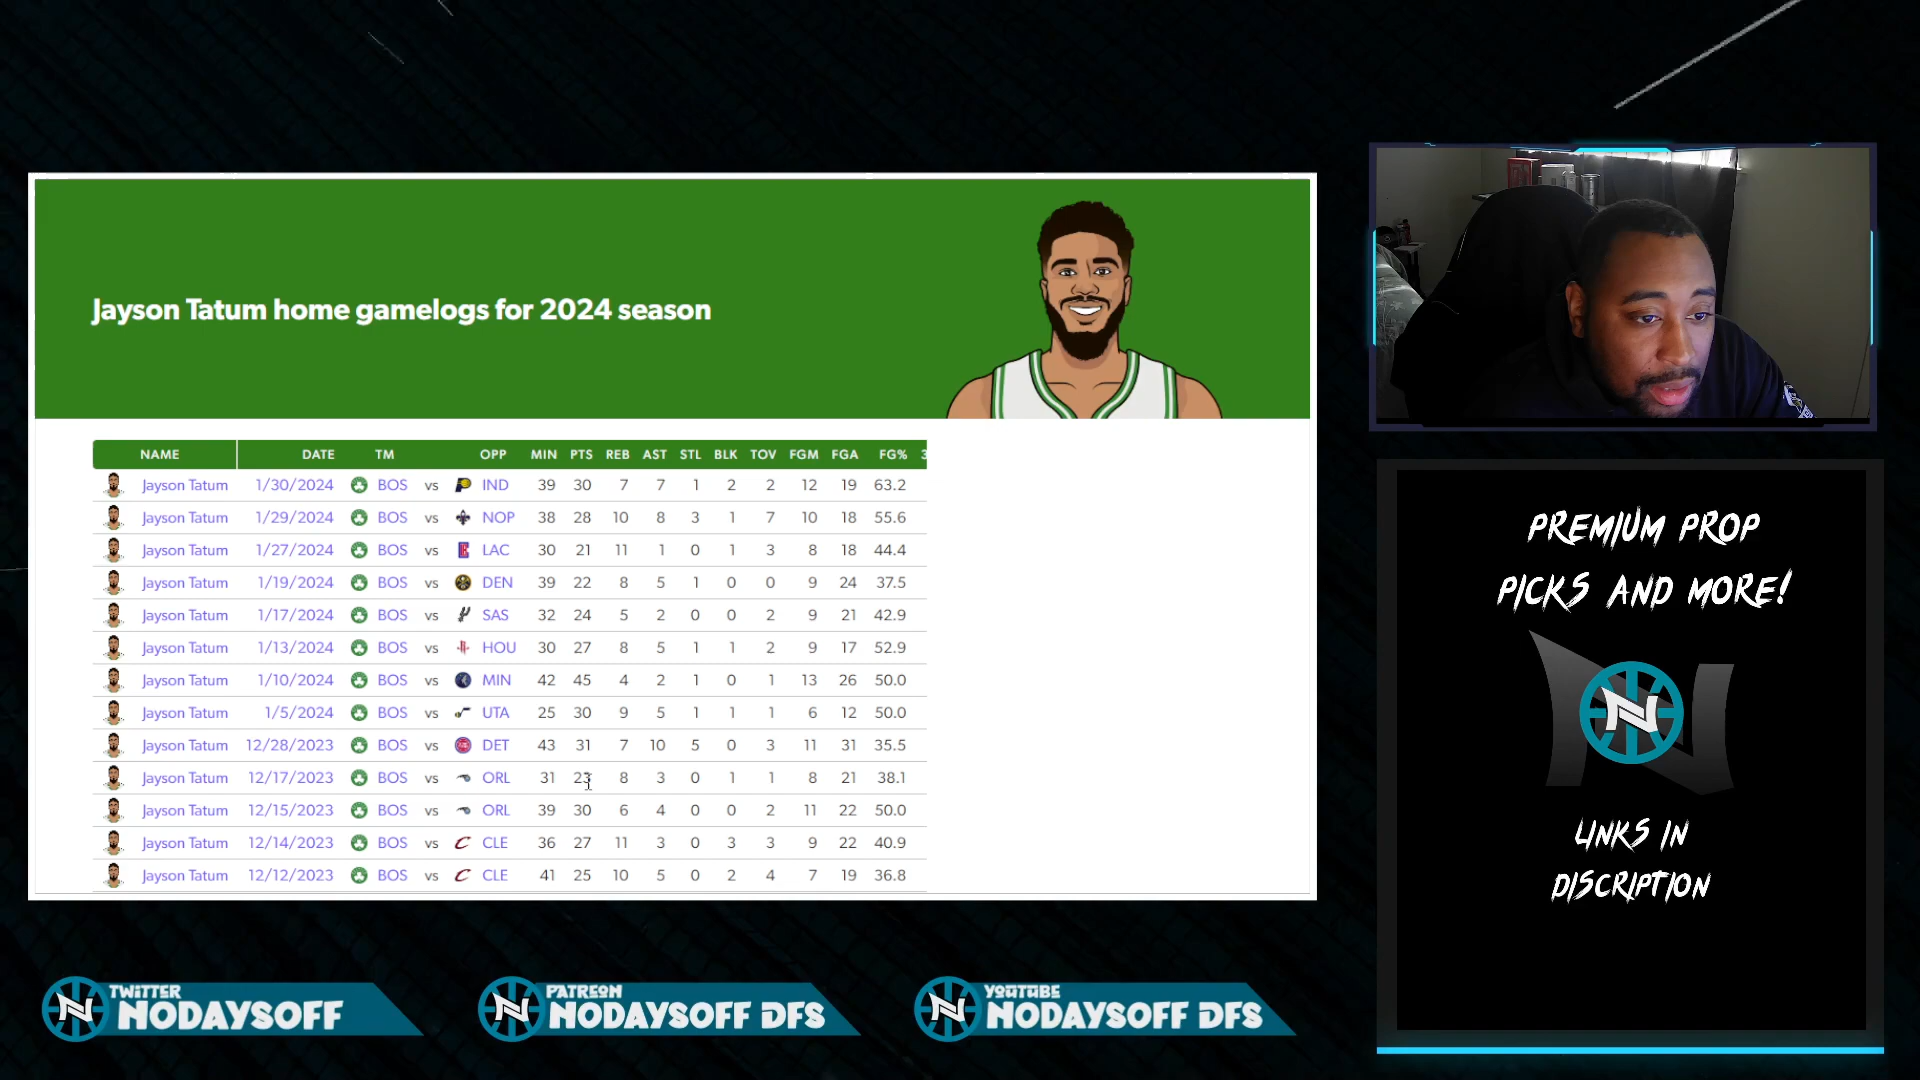 Jayson Tatum home gamelogs for 2024 season
NAME DATE TM OPP MIN PTS REB AST STL BLK TOV FGM FGA FG% 3
Jayson Tatum 1/30/2024 BOS vs IND 39 30 7 7 1 2 2 12 19 63.2
Jayson Tatum 1/29/2024 BOS vs NOP 38 28 10 8 3 1 7 10 18 55.6
Jayson Tatum 1/27/2024 BOS vs LAC 30 21 11 1 0 1 3 8 18 44.4
Jayson Tatum 1/19/2024 BOS vs DEN 39 22 8 5 1 0 0 9 24 37.5
Jayson Tatum 1/17/2024 BOS vs SAS 32 24 5 2 0 0 2 9 21 42.9
Jayson Tatum 1/13/2024 BOS vs HOU 30 27 8 5 1 1 2 9 17 52.9
Jayson Tatum 1/10/2024 BOS vs MIN 42 45 4 2 1 0 1 13 26 50.0
Jayson Tatum 1/5/2024 BOS vs UTA 25 30 9 5 1 1 1 6 12 50.0
Jayson Tatum 12/28/2023 BOS vs DET 43 31 7 10 5 0 3 11 31 35.5
Jayson Tatum 12/17/2023 BOS vs ORL 31 23 8 3 0 1 1 8 21 38.1
Jayson Tatum 12/15/2023 BOS vs ORL 39 30 6 4 0 0 2 11 22 50.0
Jayson Tatum 12/14/2023 BOS vs CLE 36 27 11 3 0 3 3 9 22 40.9
Jayson Tatum 12/12/2023 BOS vs CLE 41 25 10 5 0 2 4 7 19 36.8
PREMIUM PROP
PICKS AND MORE!
N
LINKS IN
DISCRIPTION
TWITTER
NODAYSOFF
PATREON
NODAYSOFF DFS
YOUTUBE
NODAYSOFF DFS